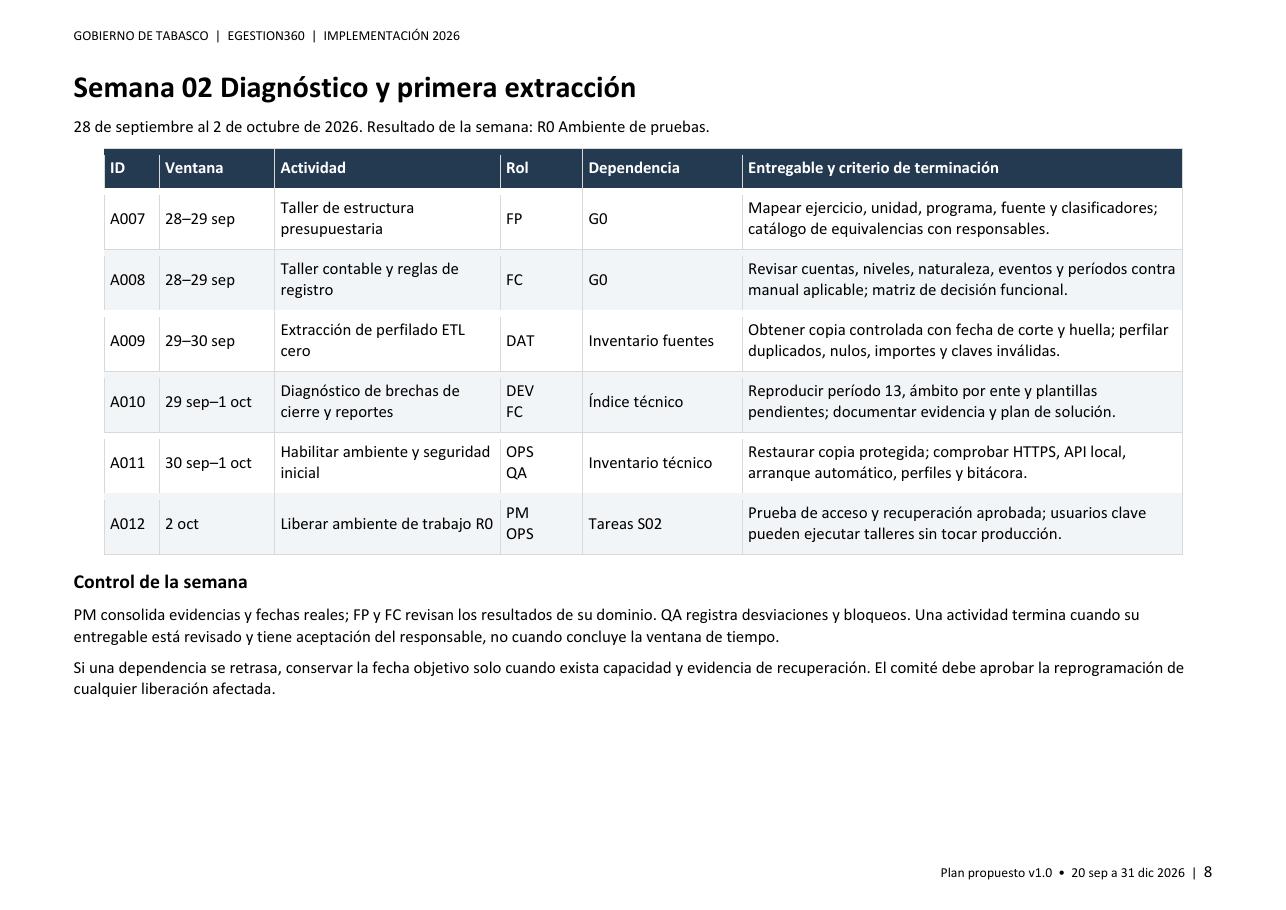 GOBIERNO DE TABASCO | EGESTION360 | IMPLEMENTACIÓN 2026
Semana 02 Diagnóstico y primera extracción
28 de septiembre al 2 de octubre de 2026. Resultado de la semana: R0 Ambiente de pruebas.
ID Ventana Actividad Rol Dependencia Entregable y criterio de terminación
A007 28–29 sep Taller de estructura presupuestaria FP G0 Mapear ejercicio, unidad, programa, fuente y clasificadores; catálogo de equivalencias con responsables.
A008 28–29 sep Taller contable y reglas de registro FC G0 Revisar cuentas, niveles, naturaleza, eventos y períodos contra manual aplicable; matriz de decisión funcional.
A009 29–30 sep Extracción de perfilado ETL cero DAT Inventario fuentes Obtener copia controlada con fecha de corte y huella; perfilar duplicados, nulos, importes y claves inválidas.
A010 29 sep–1 oct Diagnóstico de brechas de cierre y reportes DEV FC Índice técnico Reproducir período 13, ámbito por ente y plantillas pendientes; documentar evidencia y plan de solución.
A011 30 sep–1 oct Habilitar ambiente y seguridad inicial OPS QA Inventario técnico Restaurar copia protegida; comprobar HTTPS, API local, arranque automático, perfiles y bitácora.
A012 2 oct Liberar ambiente de trabajo R0 PM OPS Tareas S02 Prueba de acceso y recuperación aprobada; usuarios clave pueden ejecutar talleres sin tocar producción.
Control de la semana
PM consolida evidencias y fechas reales; FP y FC revisan los resultados de su dominio. QA registra desviaciones y bloqueos. Una actividad termina cuando su
entregable está revisado y tiene aceptación del responsable, no cuando concluye la ventana de tiempo.
Si una dependencia se retrasa, conservar la fecha objetivo solo cuando exista capacidad y evidencia de recuperación. El comité debe aprobar la reprogramación de
cualquier liberación afectada.
Plan propuesto v1.0 • 20 sep a 31 dic 2026 | 8